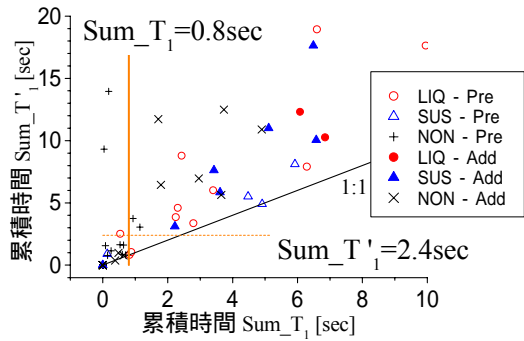 Sum_T₁=0.8sec
累積時間 Sum_T'₁ [sec]
20
15
10
5
0
LIQ - Pre
SUS - Pre
NON - Pre
LIQ - Add
SUS - Add
NON - Add
1:1
Sum_T'₁=2.4sec
0 2 4 6 8 10
累積時間 Sum_T₁ [sec]